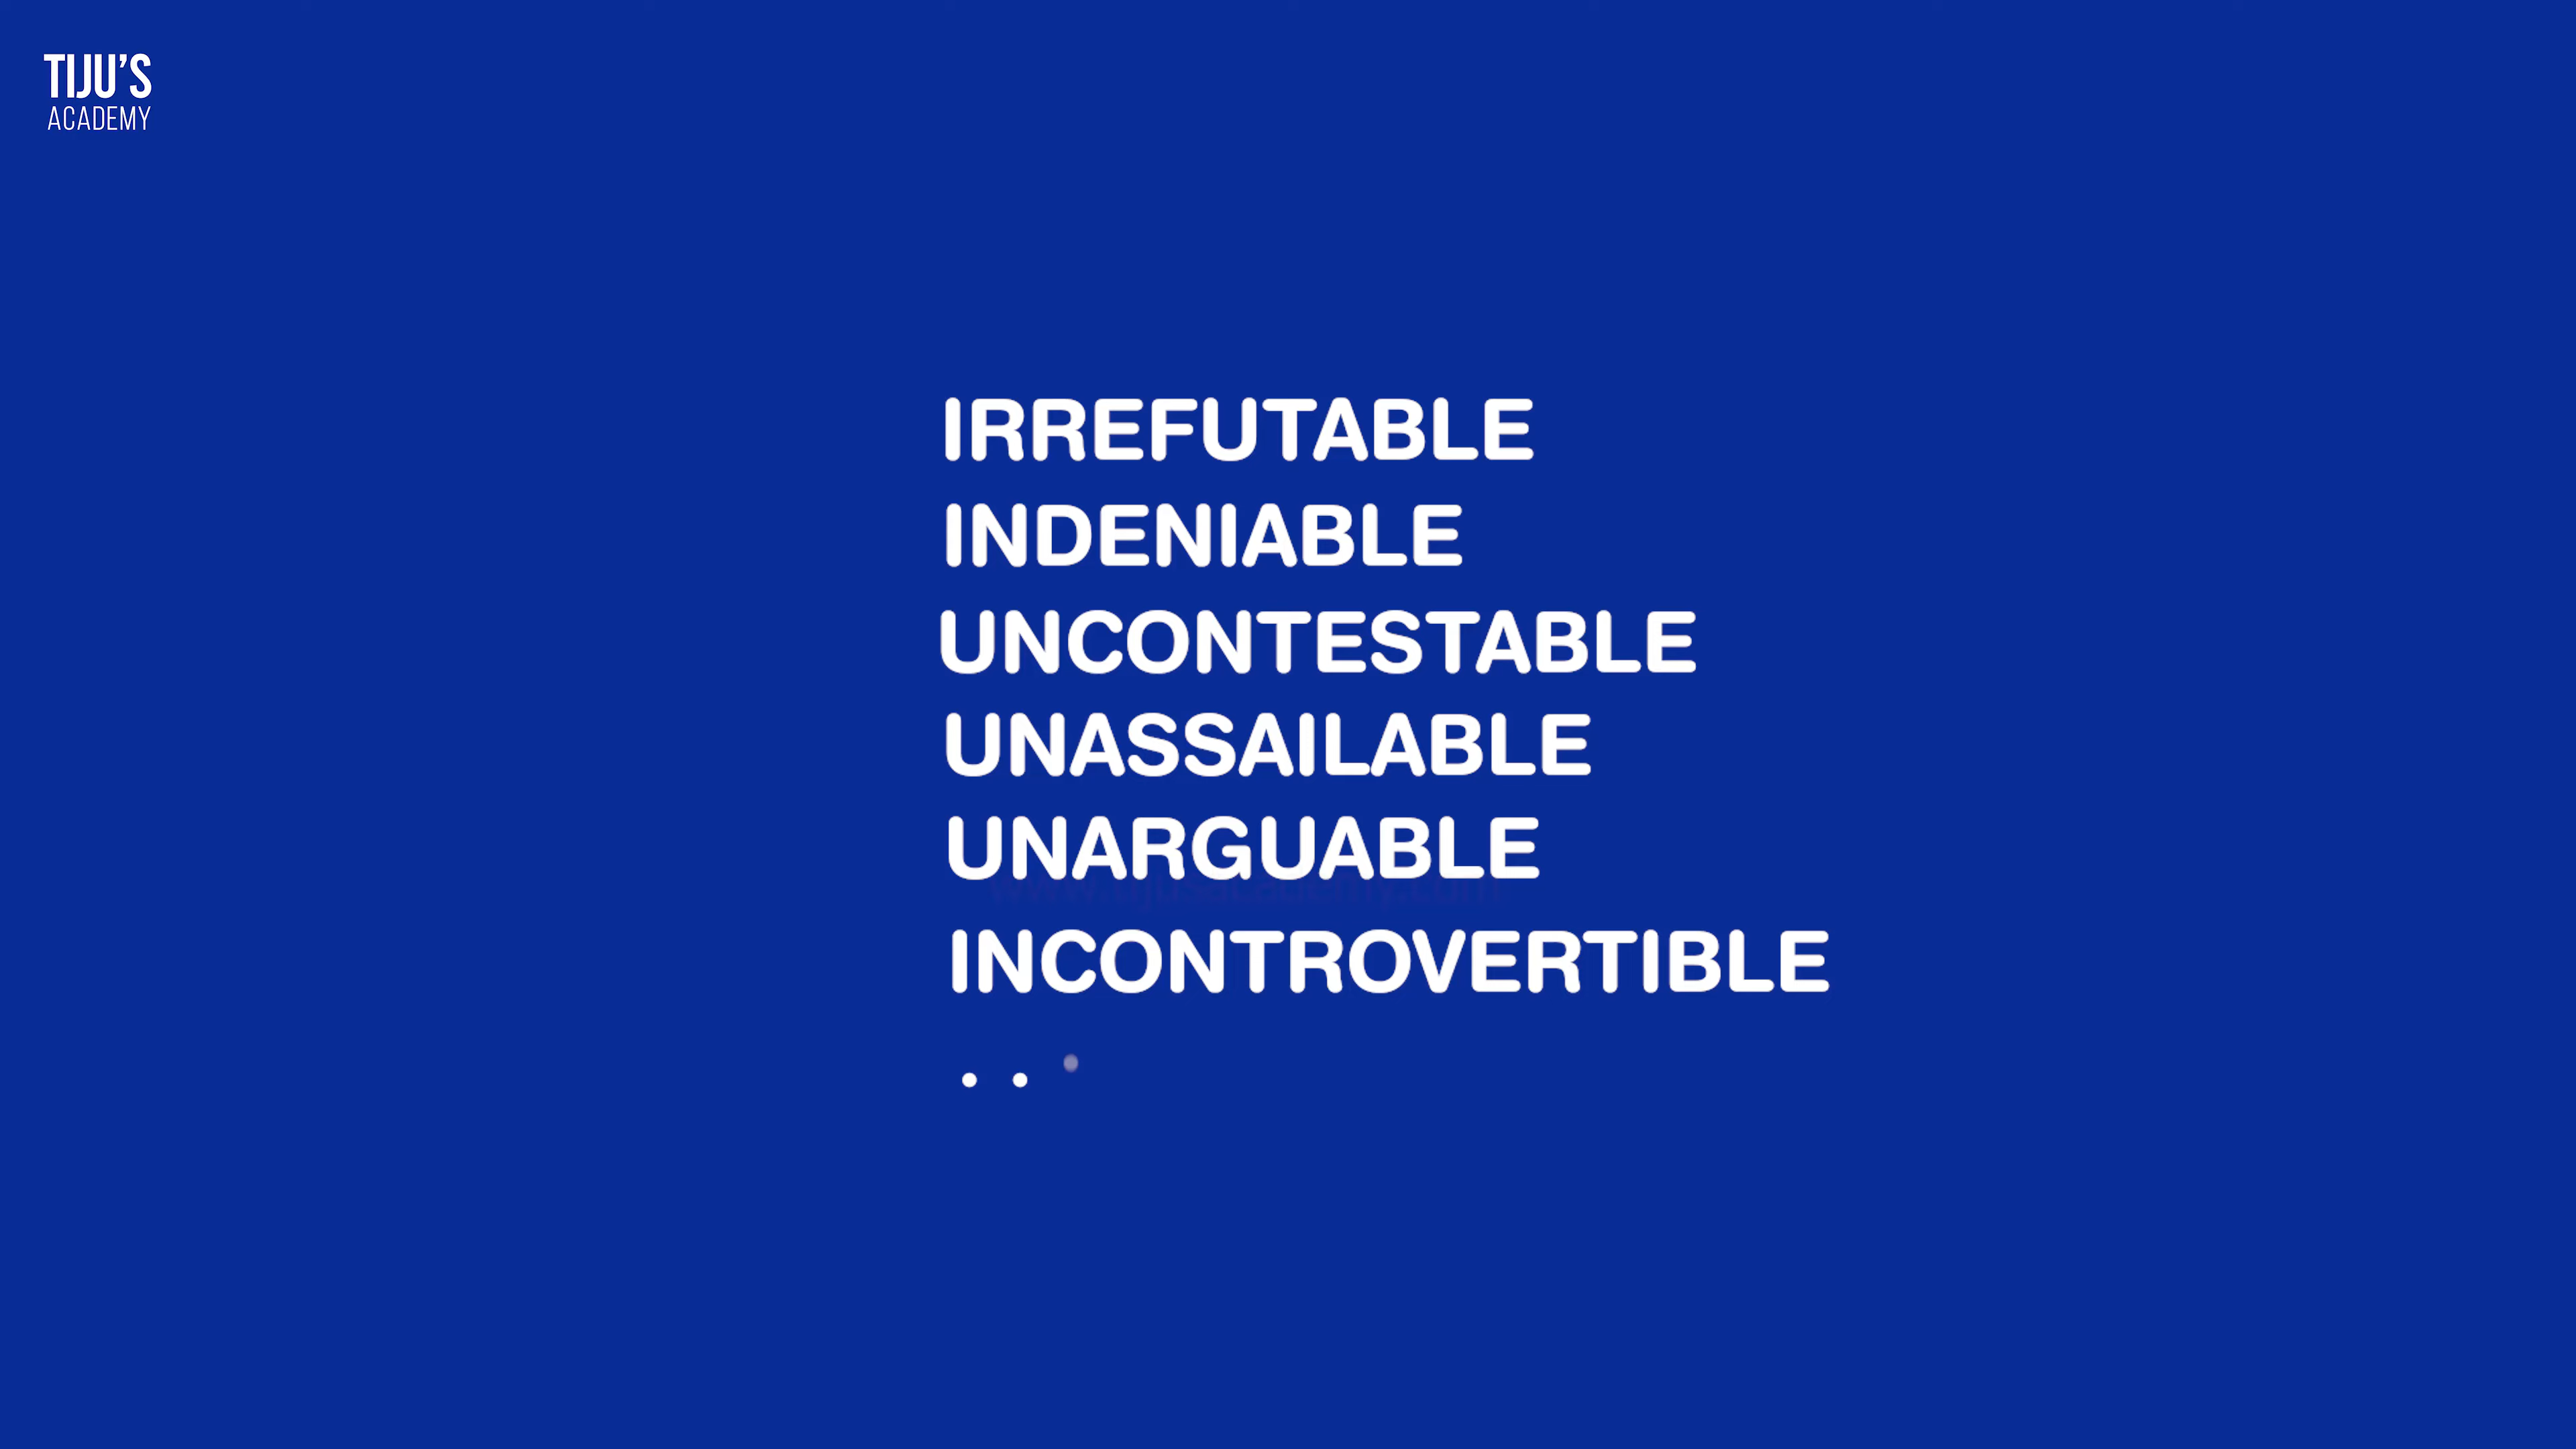 TIJU'S
ACADEMY
IRREFUTABLE
INDENIABLE
UNCONTESTABLE
UNASSAILABLE
UNARGUABLE
INCONTROVERTIBLE
. . .